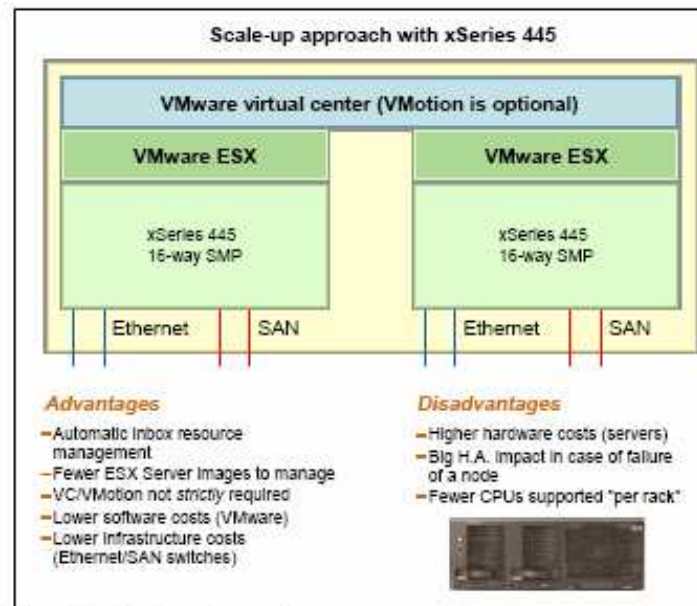 Scale-up approach with xSeries 445
VMware virtual center (VMotion is optional)
VMware ESX
VMware ESX
xSeries 445
16-way SMP
xSeries 445
16-way SMP
Ethernet
SAN
Ethernet
SAN
Advantages
Automatic inbox resource
management
Fewer ESX Server images to manage
VC/VMotion not strictly required
Lower software costs (VMware)
Lower infrastructure costs
(Ethernet/SAN switches)
Disadvantages
Higher hardware costs (servers)
Big H.A. impact in case of failure
of a node
Fewer CPUs supported "per rack"